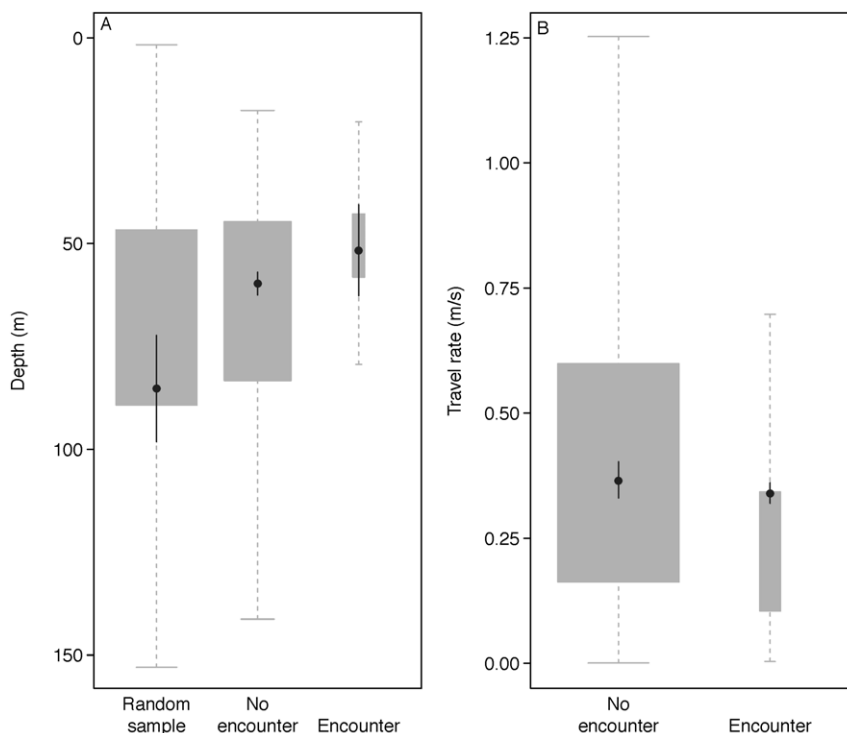 A
0
50
100
150
Depth (m)
Random
sample
No
encounter
Encounter
B
1.25
1.00
0.75
0.50
0.25
0.00
Travel rate (m/s)
No
encounter
Encounter